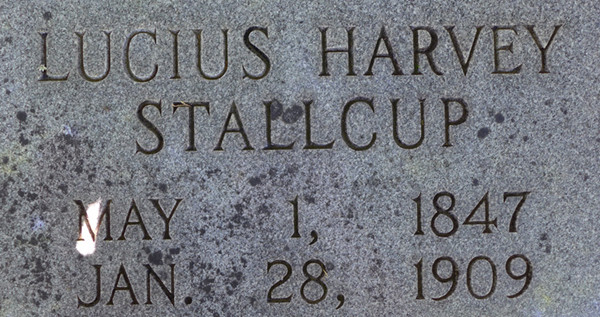 LUCIUS HARVEY
STALLCUP
MAY 1, 1847
JAN. 28, 1909